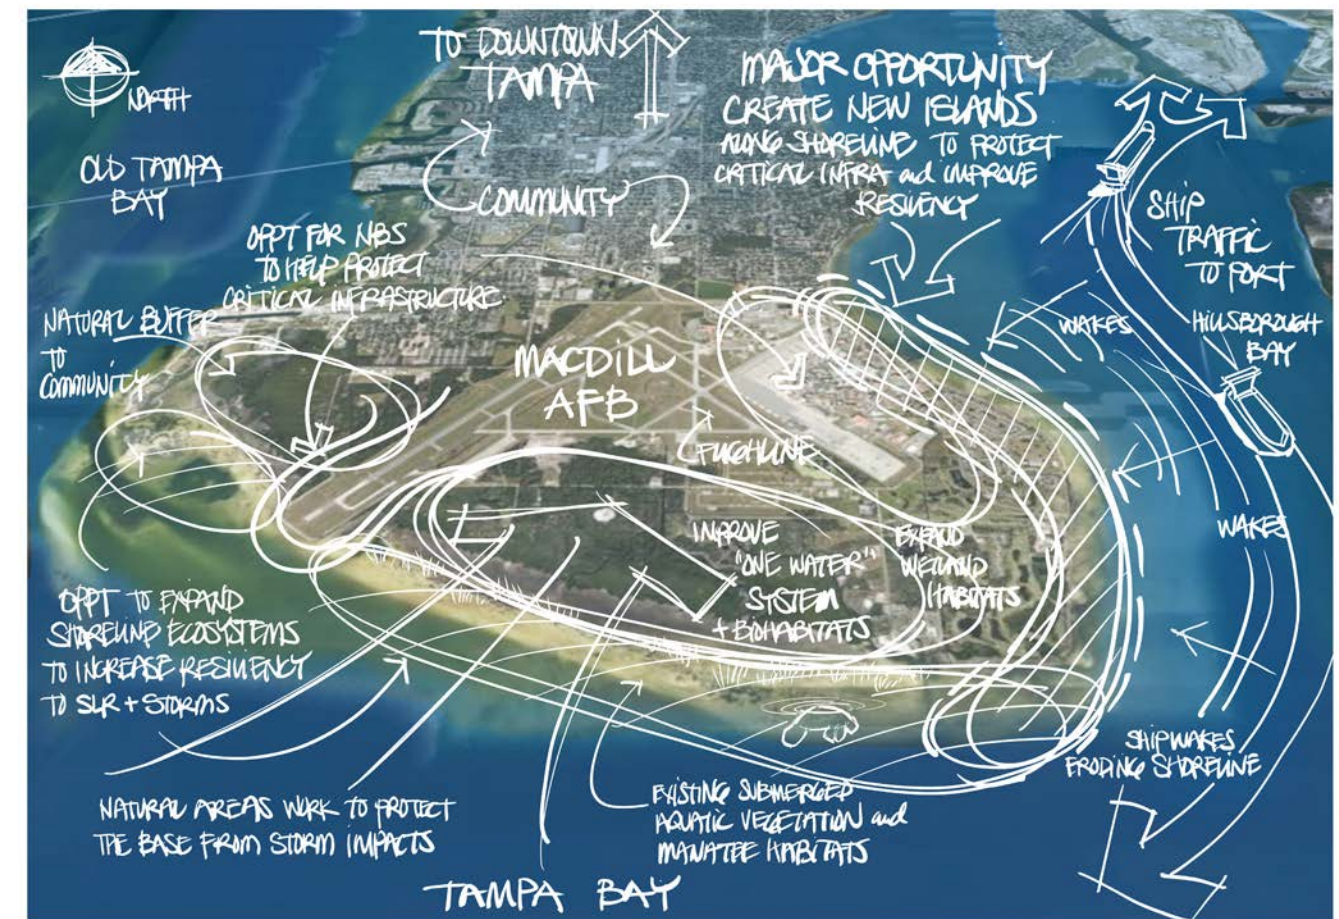 NORTH
OLD TAMPA
BAY
TO DOWNTOWN
TAMPA
COMMUNITY
MAJOR OPPORTUNITY
CREATE NEW ISLANDS
ALONG SHORELINE TO PROTECT
CRITICAL INFRA and IMPROVE
RESILIENCY
SHIP
TRAFFIC
TO PORT
HILLSBOROUGH
BAY
WAKES
OPPT FOR NBS
TO HELP PROTECT
CRITICAL INFRASTRUCTURE
NATURAL BUFFER
TO
COMMUNITY
MACDILL
AFB
FLIGHLINE
IMPROVE
"ONE WATER"
SYSTEM
+ BIOHABITATS
EXPAND
WETLAND
HABITATS
WAKES
OPPT TO EXPAND
SHORELINE ECOSYSTEMS
TO INCREASE RESILIENCY
TO SLR + STORMS
NATURAL AREAS WORK TO PROTECT
THE BASE FROM STORM IMPACTS
EXISTING SUBMERGED
AQUATIC VEGETATION and
MANATEE HABITATS
SHIP WAKES
ERODING SHORELINE
TAMPA BAY